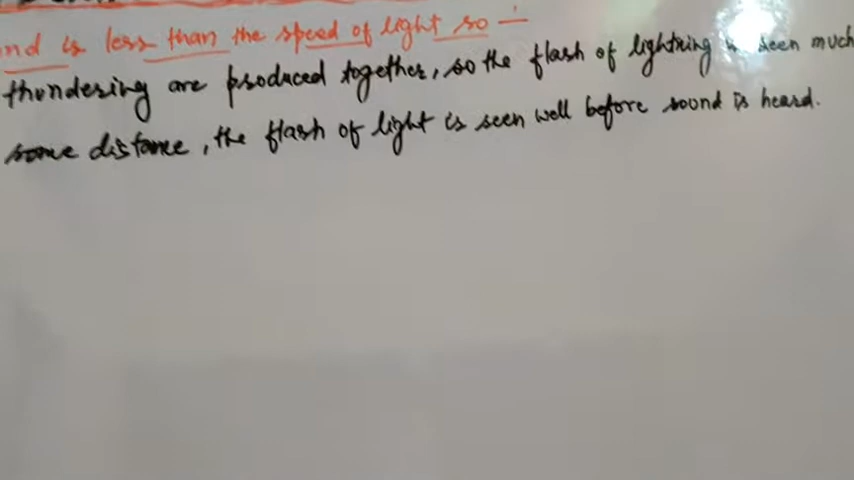 nd is less than the speed of light so :-
thundering are produced together, so the flash of lightning is seen much
some distance, the flash of light is seen well before sound is heard.